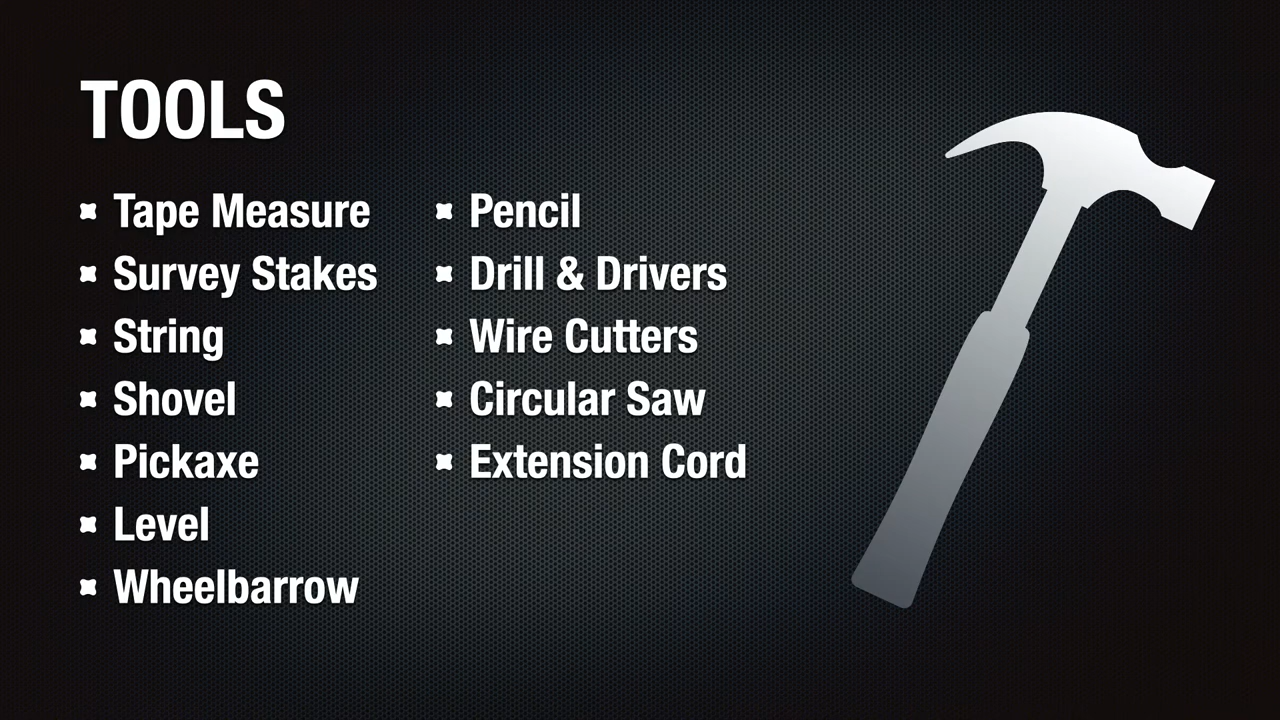 TOOLS
Tape Measure
Survey Stakes
String
Shovel
Pickaxe
Level
Wheelbarrow
Pencil
Drill & Drivers
Wire Cutters
Circular Saw
Extension Cord